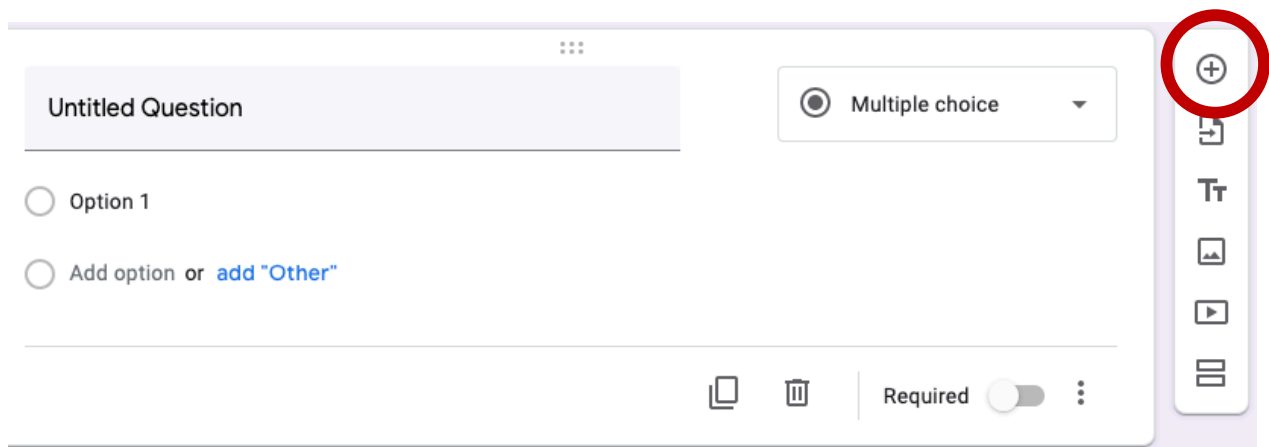 Untitled Question
Multiple choice
Option 1
Add option or add "Other"
Required